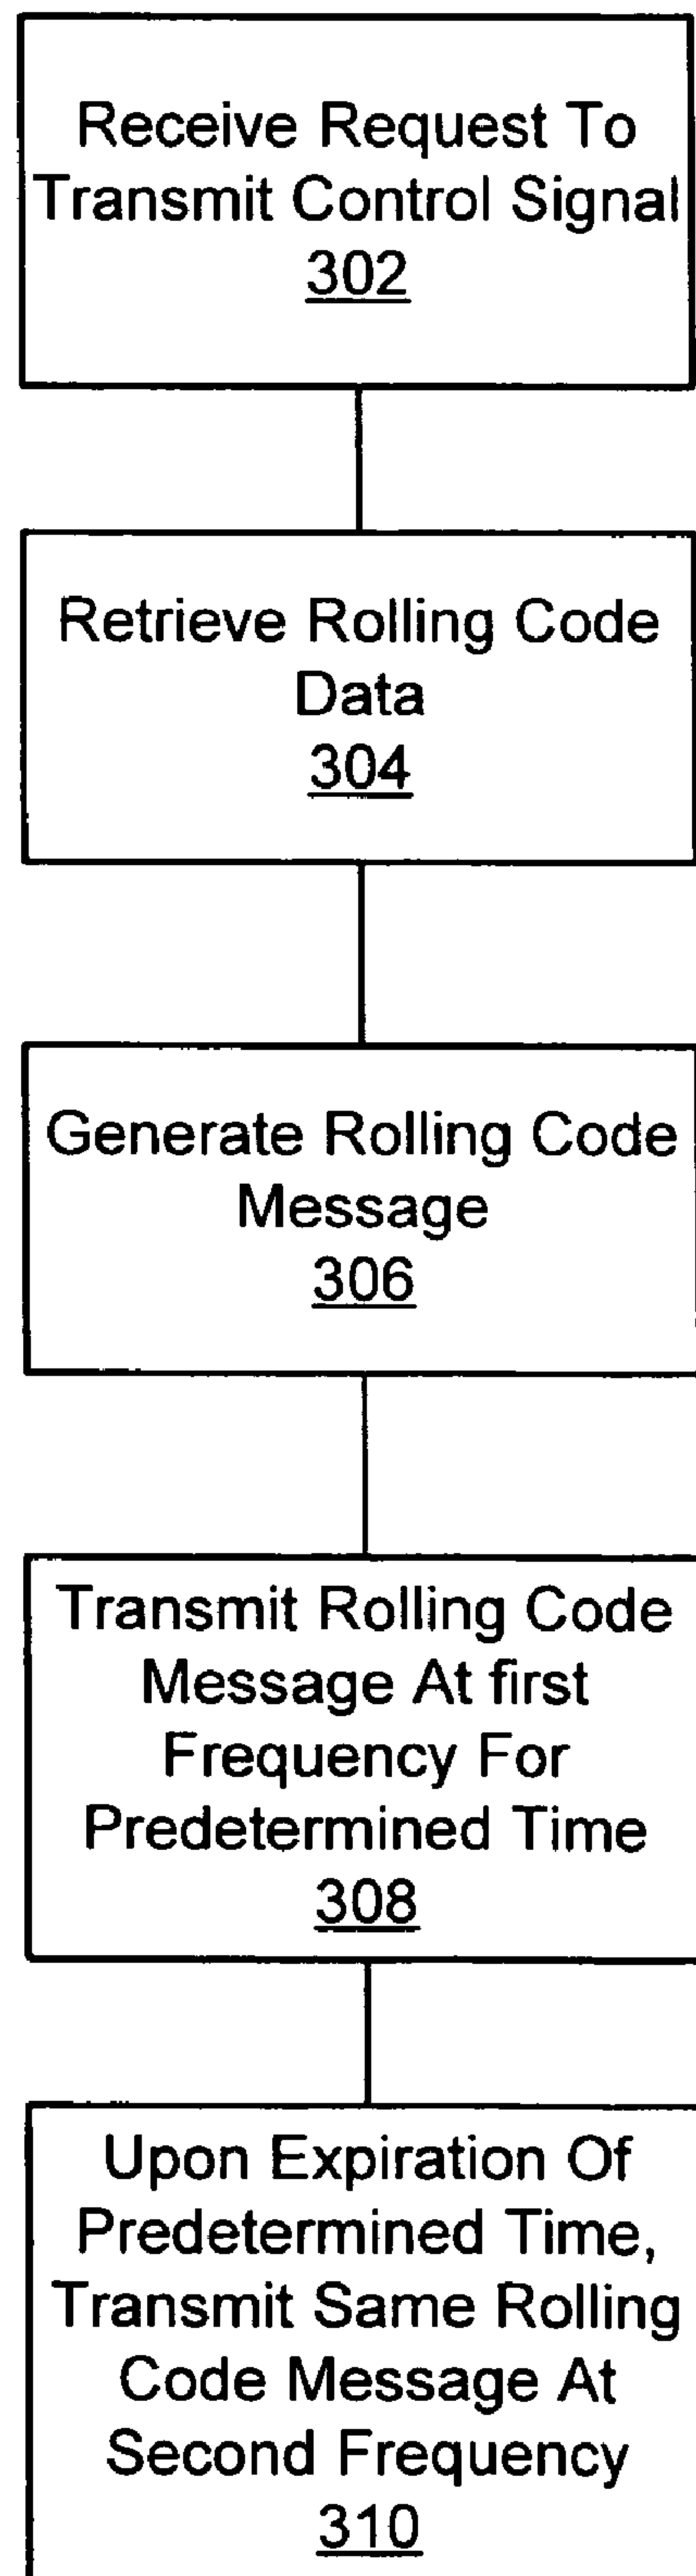 Receive Request To
Transmit Control Signal
302
Retrieve Rolling Code
Data
304
Generate Rolling Code
Message
306
Transmit Rolling Code
Message At first
Frequency For
Predetermined Time
308
Upon Expiration Of
Predetermined Time,
Transmit Same Rolling
Code Message At
Second Frequency
310